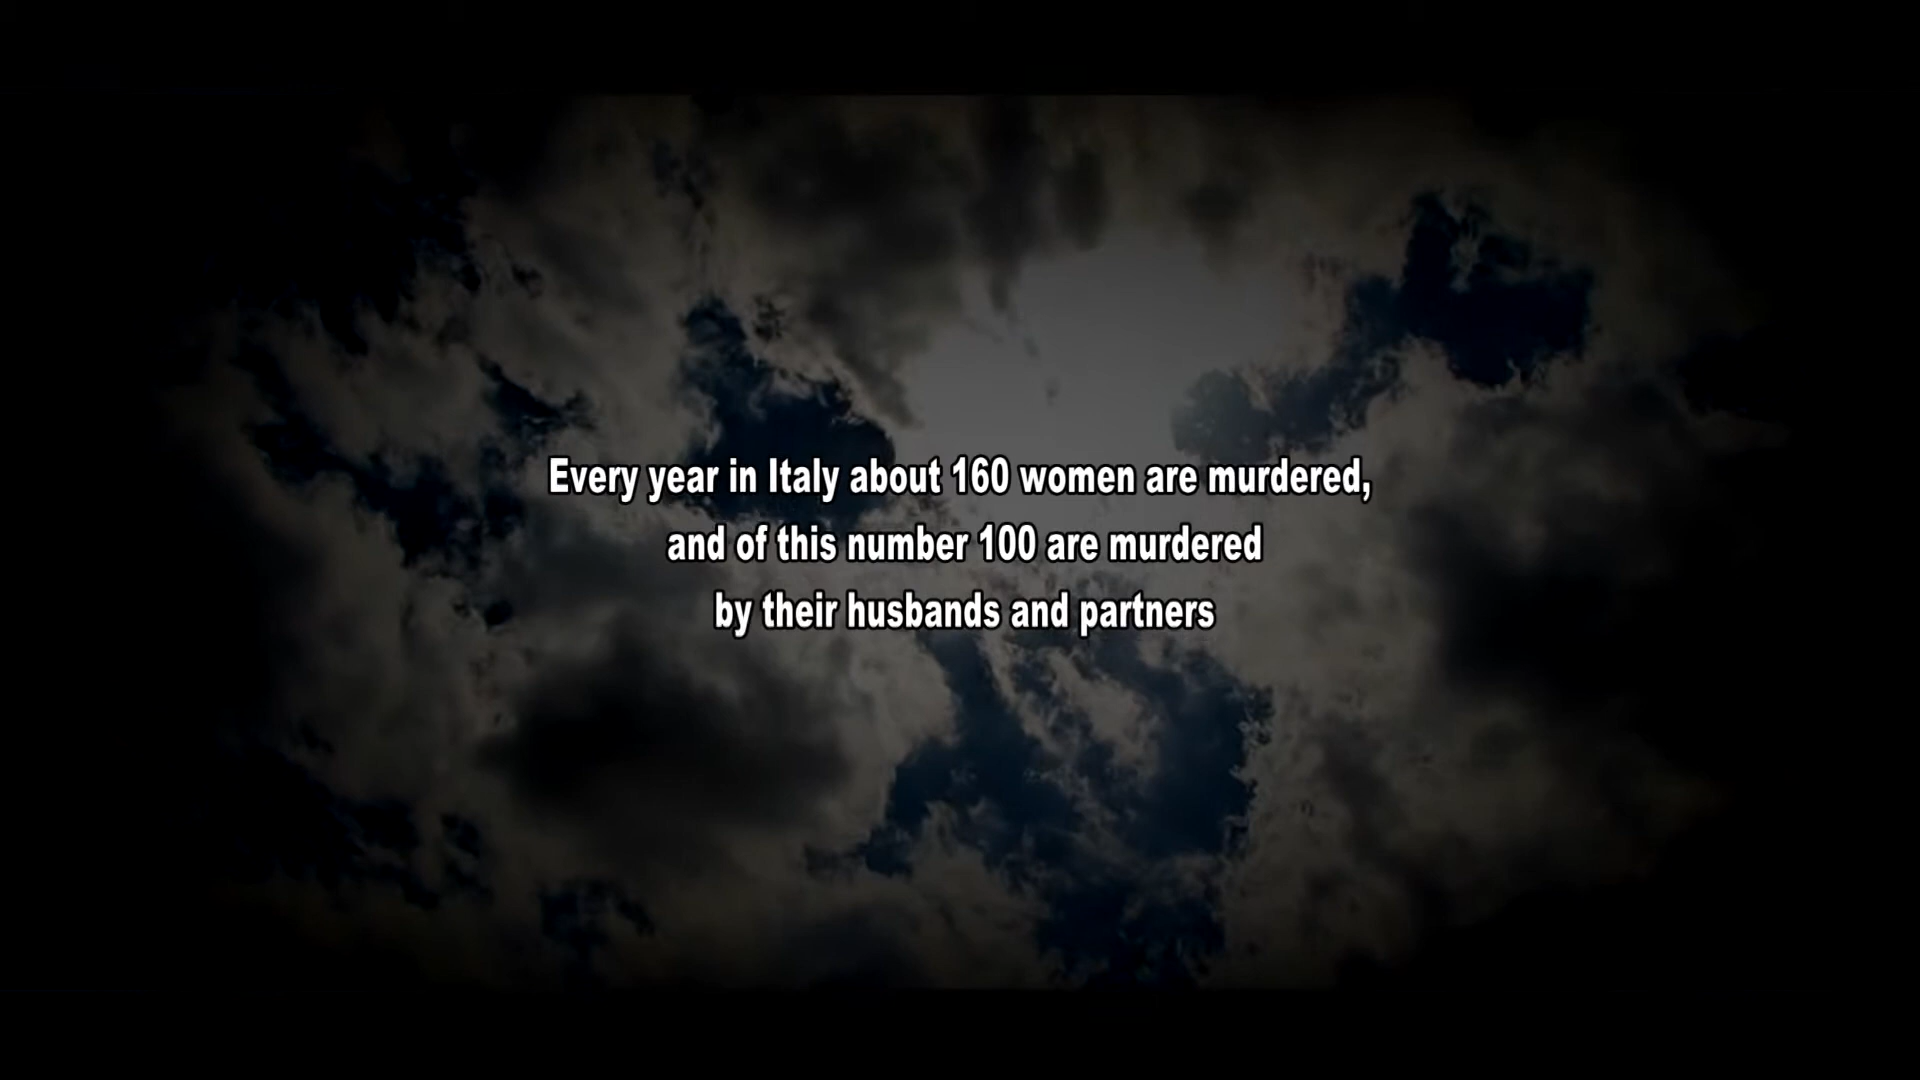 Every year in Italy about 160 women are murdered,
and of this number 100 are murdered
by their husbands and partners